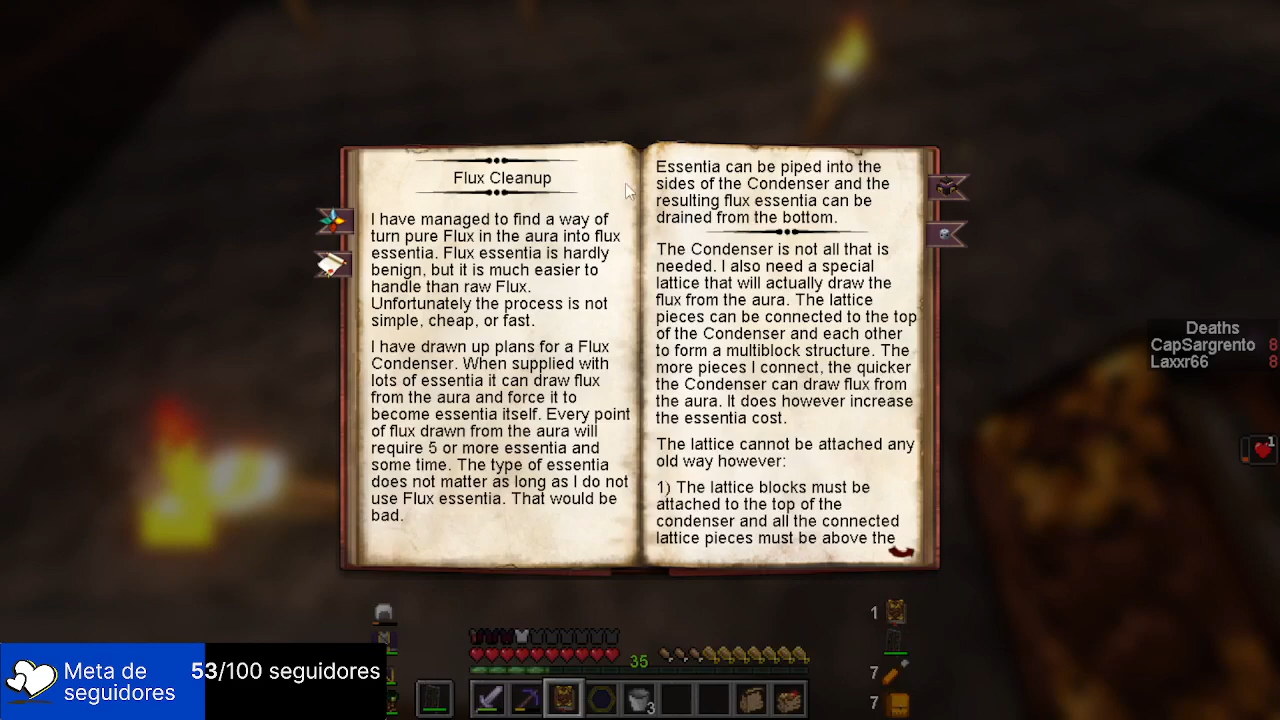 Flux Cleanup
I have managed to find a way of
turn pure Flux in the aura into flux
essentia. Flux essentia is hardly
benign, but it is much easier to
handle than raw Flux.
Unfortunately the process is not
simple, cheap, or fast.
I have drawn up plans for a Flux
Condenser. When supplied with
lots of essentia it can draw flux
from the aura and force it to
become essentia itself. Every point
of flux drawn from the aura will
require 5 or more essentia and
some time. The type of essentia
does not matter as long as I do not
use Flux essentia. That would be
bad.
Essentia can be piped into the
sides of the Condenser and the
resulting flux essentia can be
drained from the bottom.
The Condenser is not all that is
needed. I also need a special
lattice that will actually draw the
flux from the aura. The lattice
pieces can be connected to the top
of the Condenser and each other
to form a multiblock structure. The
more pieces I connect, the quicker
the Condenser can draw flux from
the aura. It does however increase
the essentia cost.
The lattice cannot be attached any
old way however:
1) The lattice blocks must be
attached to the top of the
condenser and all the connected
lattice pieces must be above the
Deaths
CapSargrento 8
Laxxr66 8
1
1
35
7
7
3
Meta de
seguidores
53/100 seguidores